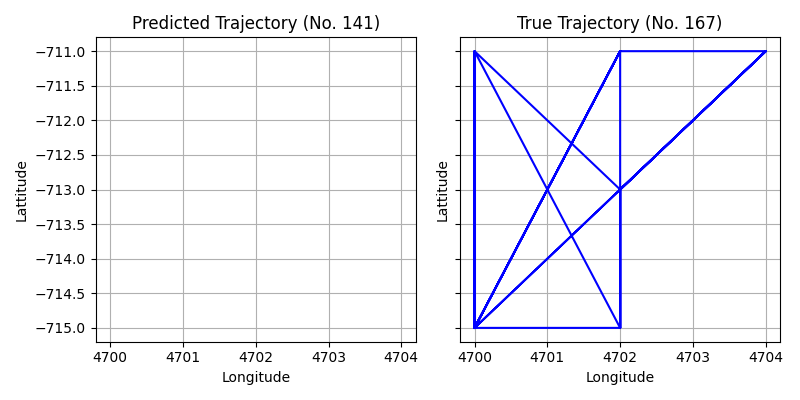 Predicted Trajectory (No. 141)
True Trajectory (No. 167)
−711.0
−711.5
−712.0
−712.5
−713.0
−713.5
−714.0
−714.5
−715.0
Lattitude
Lattitude
4700 4701 4702 4703 4704
4700 4701 4702 4703 4704
Longitude
Longitude